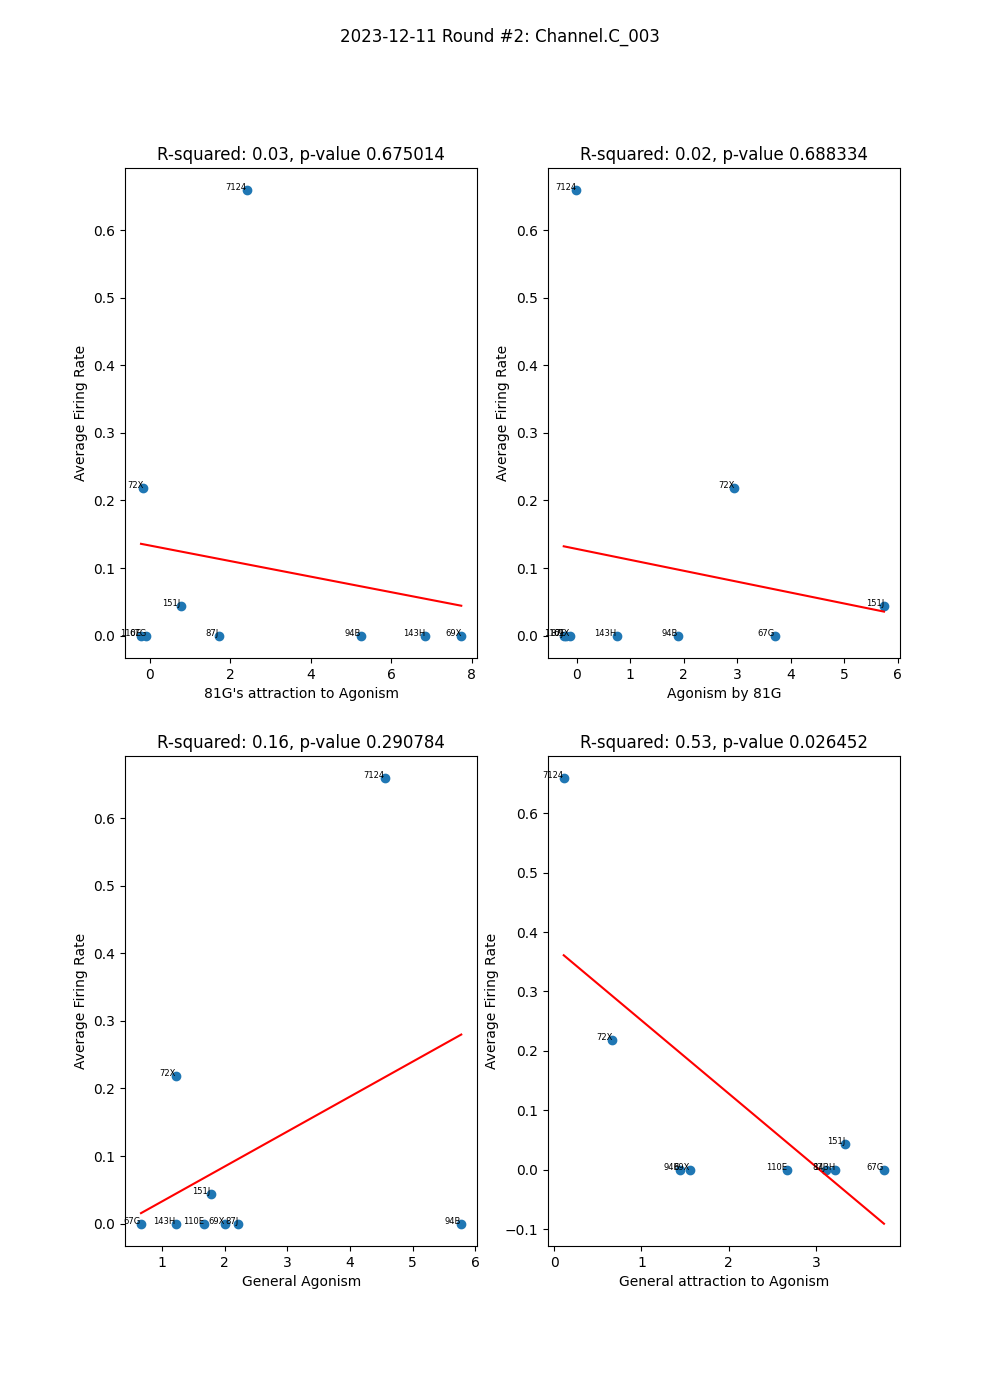 2023-12-11 Round #2: Channel.C_003
R-squared: 0.03, p-value 0.675014
Average Firing Rate
0.6
0.5
0.4
0.3
0.2
0.1
0.0
7124
72X
151J
67G
87J
94B
143H
69X
0
2
4
6
8
81G's attraction to Agonism
R-squared: 0.02, p-value 0.688334
Average Firing Rate
0.6
0.5
0.4
0.3
0.2
0.1
0.0
7124
72X
151J
143H
94B
67G
0
1
2
3
4
5
6
Agonism by 81G
R-squared: 0.16, p-value 0.290784
Average Firing Rate
0.6
0.5
0.4
0.3
0.2
0.1
0.0
7124
72X
151J
67G
143H
110E
69X
87J
94B
1
2
3
4
5
6
General Agonism
R-squared: 0.53, p-value 0.026452
Average Firing Rate
0.6
0.5
0.4
0.3
0.2
0.1
0.0
−0.1
7124
72X
151J
94B
69X
110E
67G
0
1
2
3
General attraction to Agonism